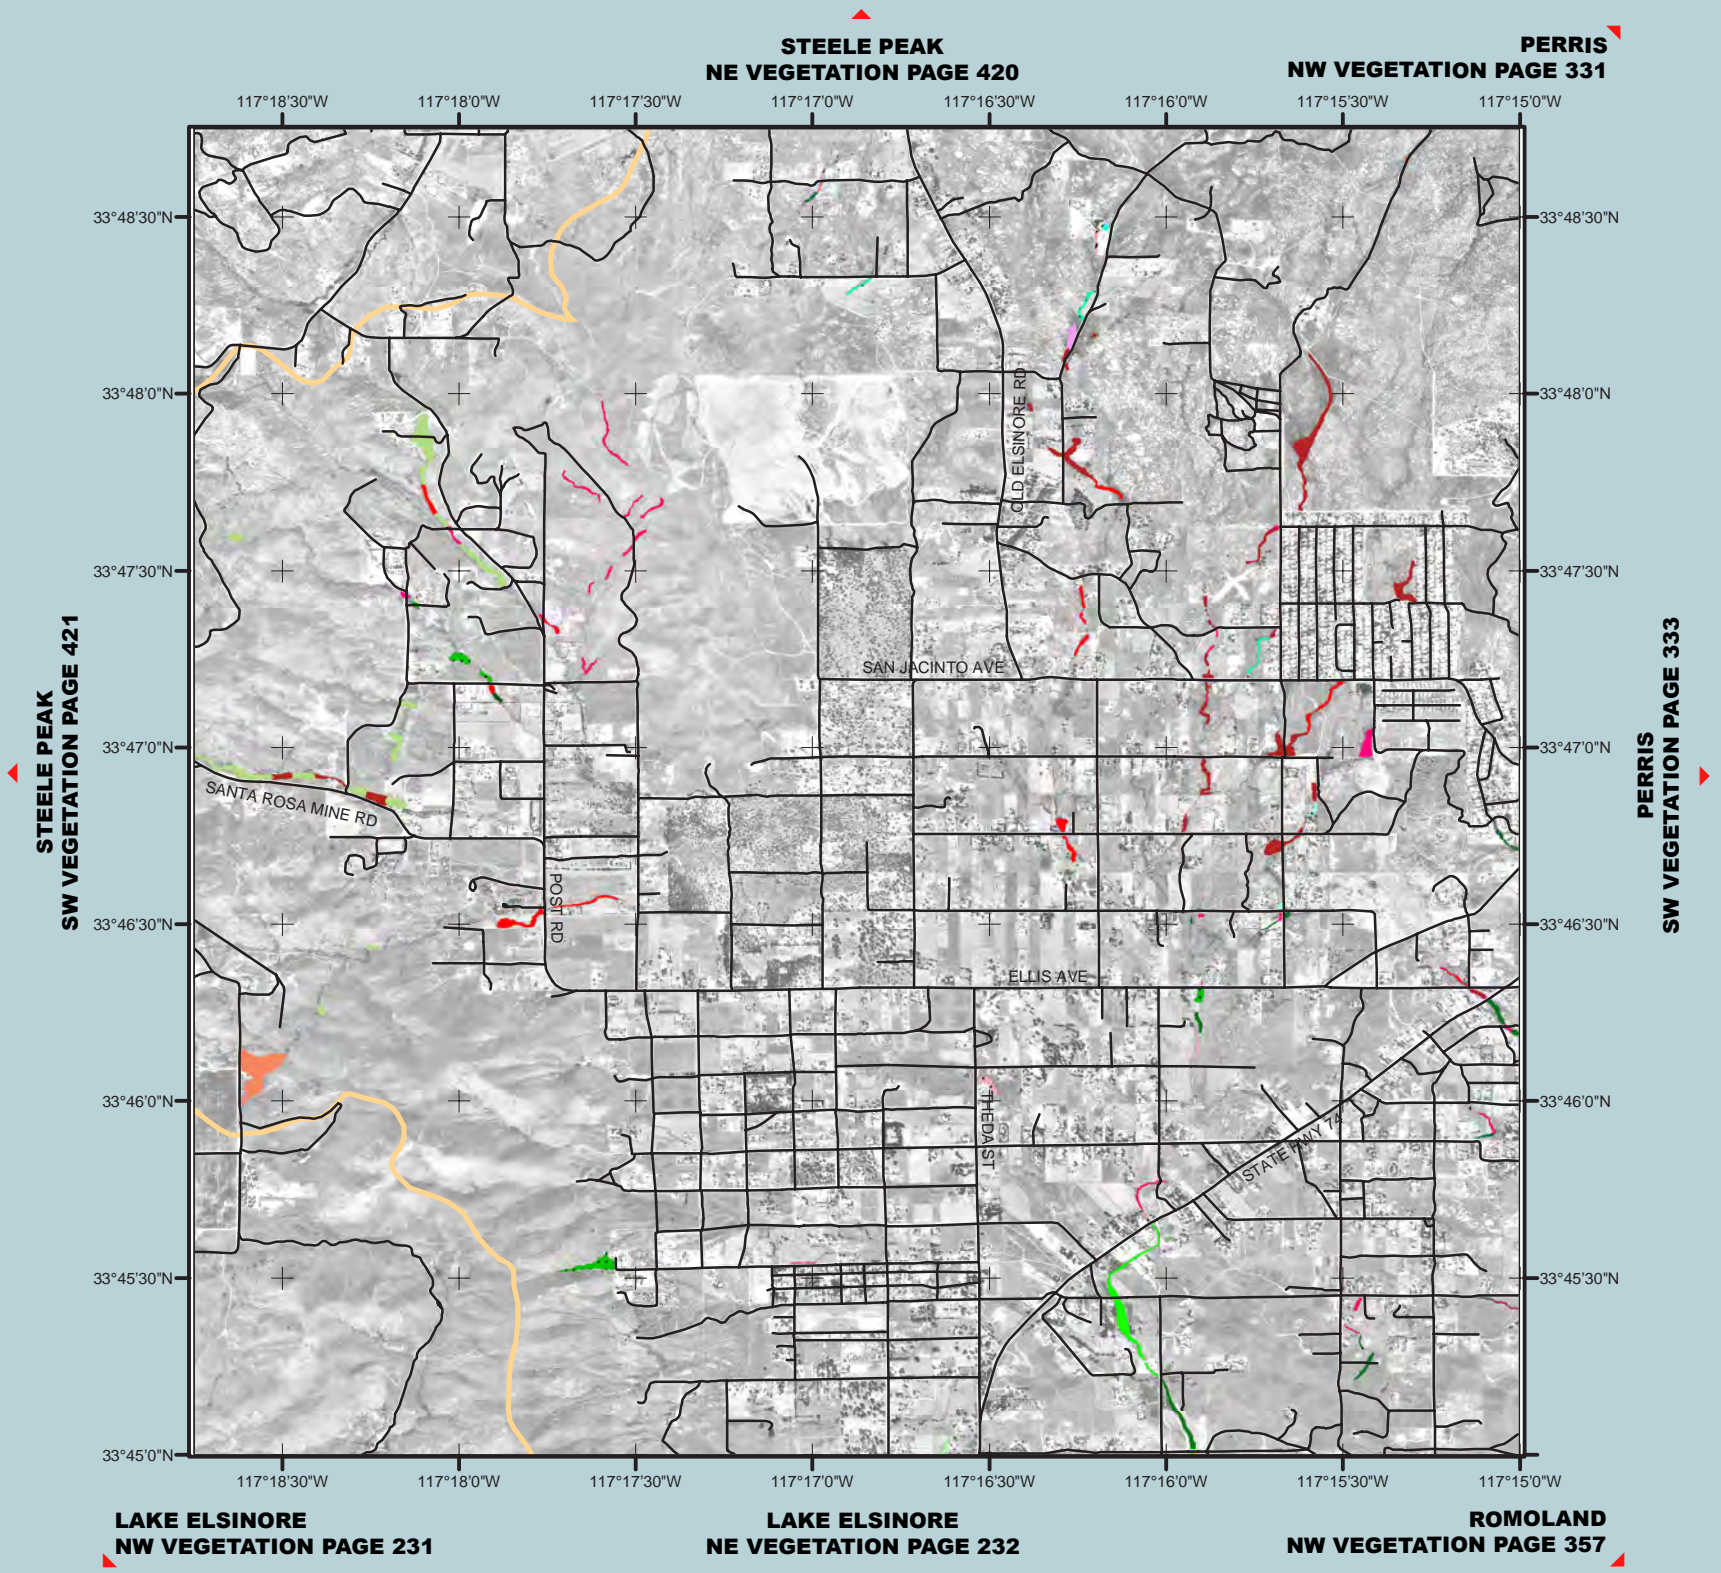 STEELE PEAK
NE VEGETATION PAGE 420
PERRIS
NW VEGETATION PAGE 331
117°18'30"W
117°18'0"W
117°17'30"W
117°17'0"W
117°16'30"W
117°16'0"W
117°15'30"W
117°15'0"W
33°48'30"N
33°48'30"N
33°48'0"N
33°48'0"N
OLD ELSINORE RD
33°47'30"N
33°47'30"N
SAN JACINTO AVE
STEELE PEAK
SW VEGETATION PAGE 421
PERRIS
SW VEGETATION PAGE 333
33°47'0"N
33°47'0"N
SANTA ROSA MINE RD
POST RD
33°46'30"N
33°46'30"N
ELLIS AVE
33°46'0"N
33°46'0"N
THEDA ST
STATE HWY 74
33°45'30"N
33°45'30"N
33°45'0"N
33°45'0"N
117°18'30"W
117°18'0"W
117°17'30"W
117°17'0"W
117°16'30"W
117°16'0"W
117°15'30"W
117°15'0"W
LAKE ELSINORE
NW VEGETATION PAGE 231
LAKE ELSINORE
NE VEGETATION PAGE 232
ROMOLAND
NW VEGETATION PAGE 357